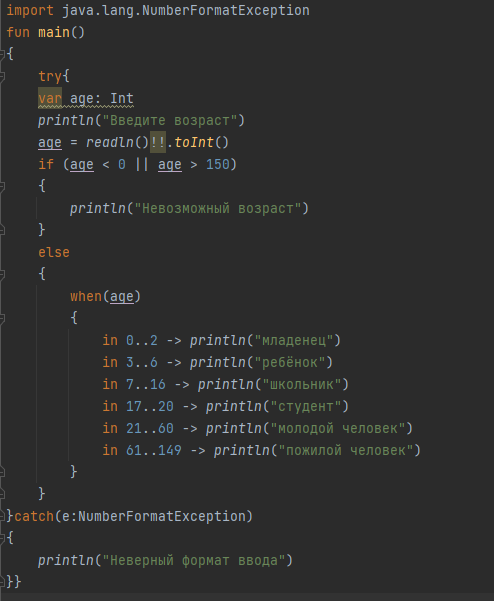 import java.lang.NumberFormatException
fun main()
{
    try{
    var age: Int
    println("Введите возраст")
    age = readln()!!.toInt()
    if (age < 0 || age > 150)
    {
        println("Невозможный возраст")
    }
    else
    {
        when(age)
        {
            in 0..2 -> println("младенец")
            in 3..6 -> println("ребёнок")
            in 7..16 -> println("школьник")
            in 17..20 -> println("студент")
            in 21..60 -> println("молодой человек")
            in 61..149 -> println("пожилой человек")
        }
    }
}catch(e:NumberFormatException)
{
    println("Неверный формат ввода")
}}